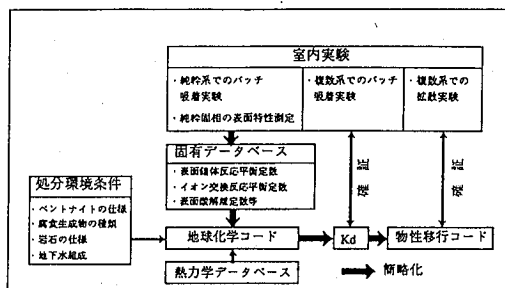 室内実験
・純粋系でのバッチ
吸着実験
・純粋固相の表面特性測定
・複数系でのバッチ
吸着実験
・複数系での
拡散実験
固有データベース
・表面錯体反応平衡定数
・イオン交換反応平衡定数
・表面酸解離定数等
確証
確証
処分環境条件
・ベントナイトの仕様
・腐食生成物の種類
・岩石の仕様
・地下水組成
地球化学コード
Kd
物性移行コード
熱力学データベース
簡略化